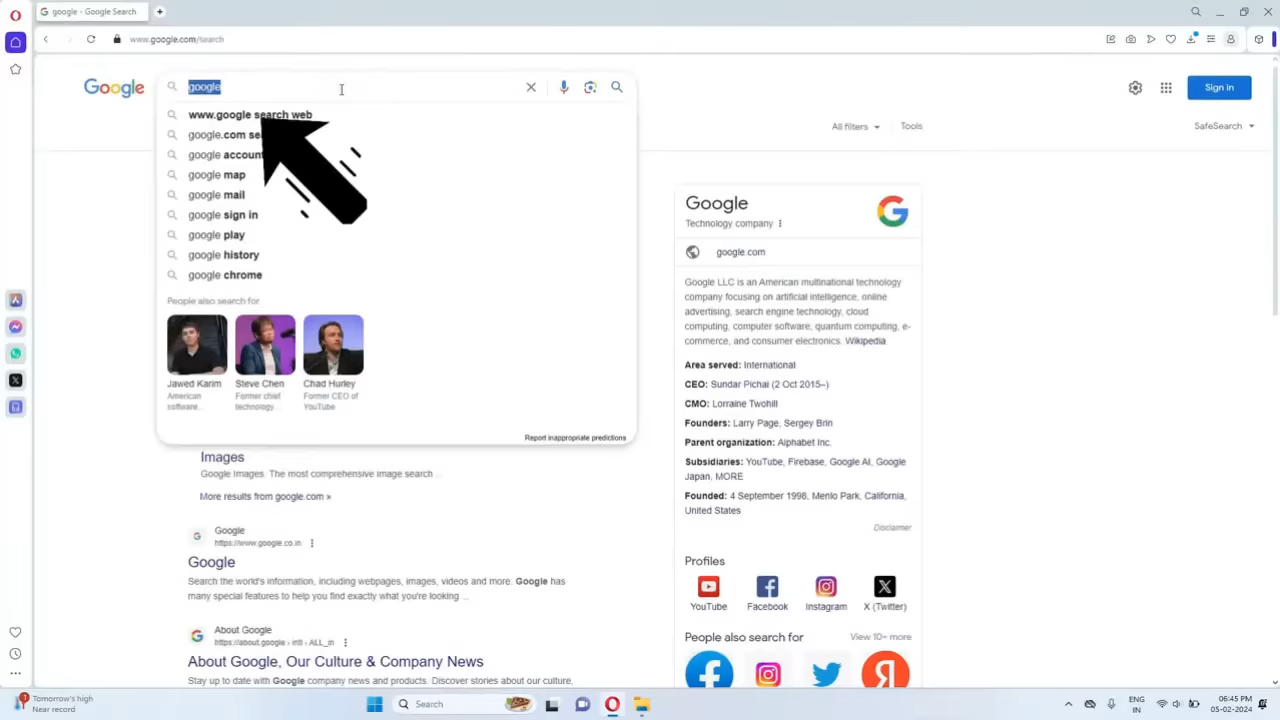 google - Google Search
www.google.com/search
Google
google
Sign in
www.google search web
google.com
google account
google map
google mail
google sign in
google play
google history
google chrome
People also search for
Jawed Karim
American
software...
Steve Chen
Former chief
technology...
Chad Hurley
Former CEO of
YouTube
Report inappropriate predictions
All filters
Tools
SafeSearch
Images
Google Images. The most comprehensive image search ...
More results from google.com »
Google
https://www.google.co.in
Google
Search the world's information, including webpages, images, videos and more. Google has
many special features to help you find exactly what you're looking ...
About Google
https://about.google › intl › ALL_in
About Google, Our Culture & Company News
Stay up to date with Google company news and products. Discover stories about our culture,
Google
Technology company
google.com
Google LLC is an American multinational technology
company focusing on artificial intelligence, online
advertising, search engine technology, cloud
computing, computer software, quantum computing, e-
commerce, and consumer electronics. Wikipedia
Area served: International
CEO: Sundar Pichai (2 Oct 2015–)
CMO: Lorraine Twohill
Founders: Larry Page, Sergey Brin
Parent organization: Alphabet Inc.
Subsidiaries: YouTube, Firebase, Google AI, Google
Japan, MORE
Founded: 4 September 1998, Menlo Park, California,
United States
Disclaimer
Profiles
YouTube
Facebook
Instagram
X (Twitter)
People also search for
View 10+ more
1
Tomorrow's high
Near record
Search
ENG
IN
06:45 PM
05-02-2024